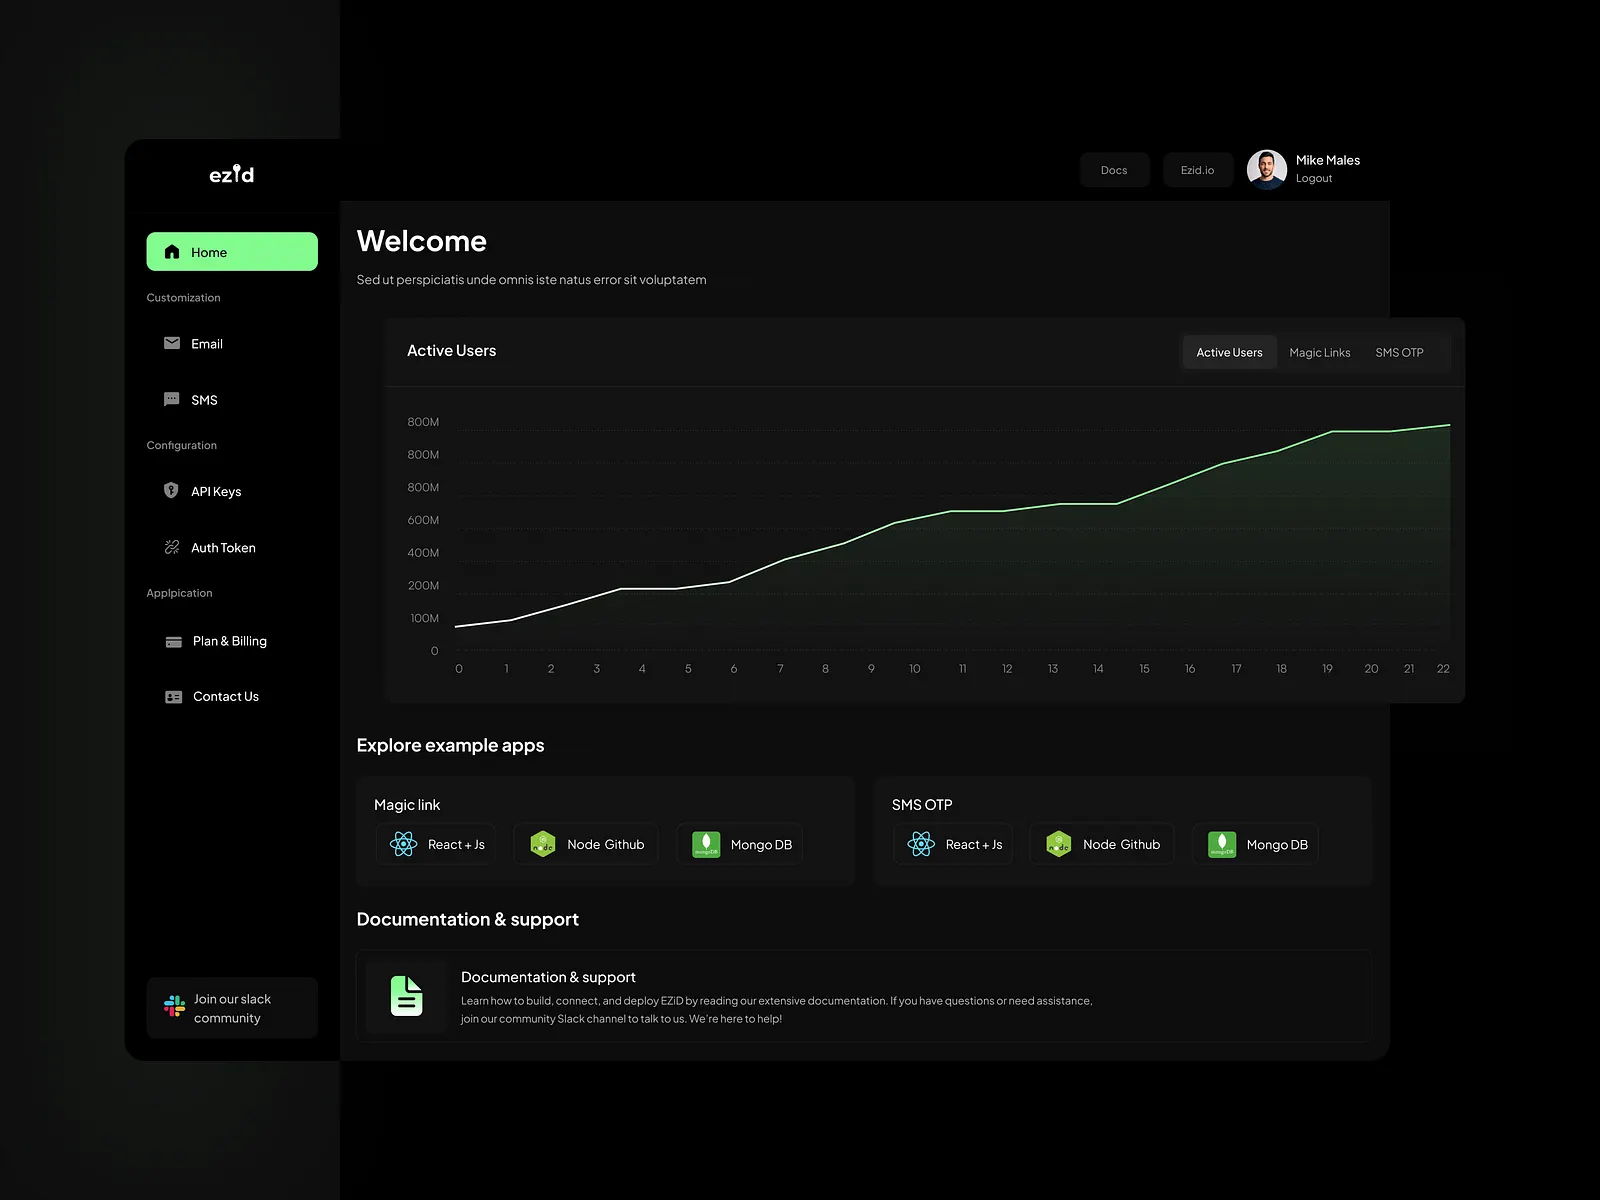 ezid
Docs
Ezid.io
Mike Males
Logout
Home
Customization
Email
SMS
Configuration
API Keys
Auth Token
Applpication
Plan & Billing
Contact Us
Join our slack
community
Welcome
Sed ut perspiciatis unde omnis iste natus error sit voluptatem
Active Users
Active Users
Magic Links
SMS OTP
800M
800M
800M
600M
400M
200M
100M
0
0 1 2 3 4 5 6 7 8 9 10 11 12 13 14 15 16 17 18 19 20 21 22
Explore example apps
Magic link
React + Js
node
Node Github
mongoDB
Mongo DB
SMS OTP
React + Js
node
Node Github
mongoDB
Mongo DB
Documentation & support
Documentation & support
Learn how to build, connect, and deploy EZiD by reading our extensive documentation. If you have questions or need assistance,
join our community Slack channel to talk to us. We're here to help!